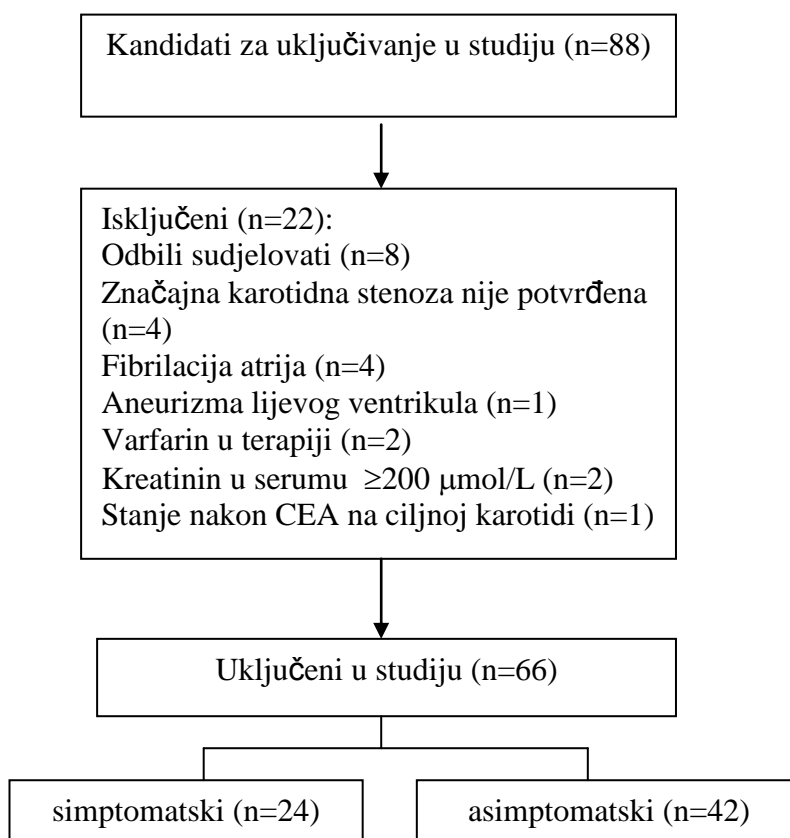 Kandidati za uključivanje u studiju (n=88)
Isključeni (n=22):
Odbili sudjelovati (n=8)
Značajna karotidna stenoza nije potvrđena
(n=4)
Fibrilacija atrija (n=4)
Aneurizma lijevog ventrikula (n=1)
Varfarin u terapiji (n=2)
Kreatinin u serumu ≥200 μmol/L (n=2)
Stanje nakon CEA na ciljnoj karotidi (n=1)
Uključeni u studiju (n=66)
simptomatski (n=24)
asimptomatski (n=42)